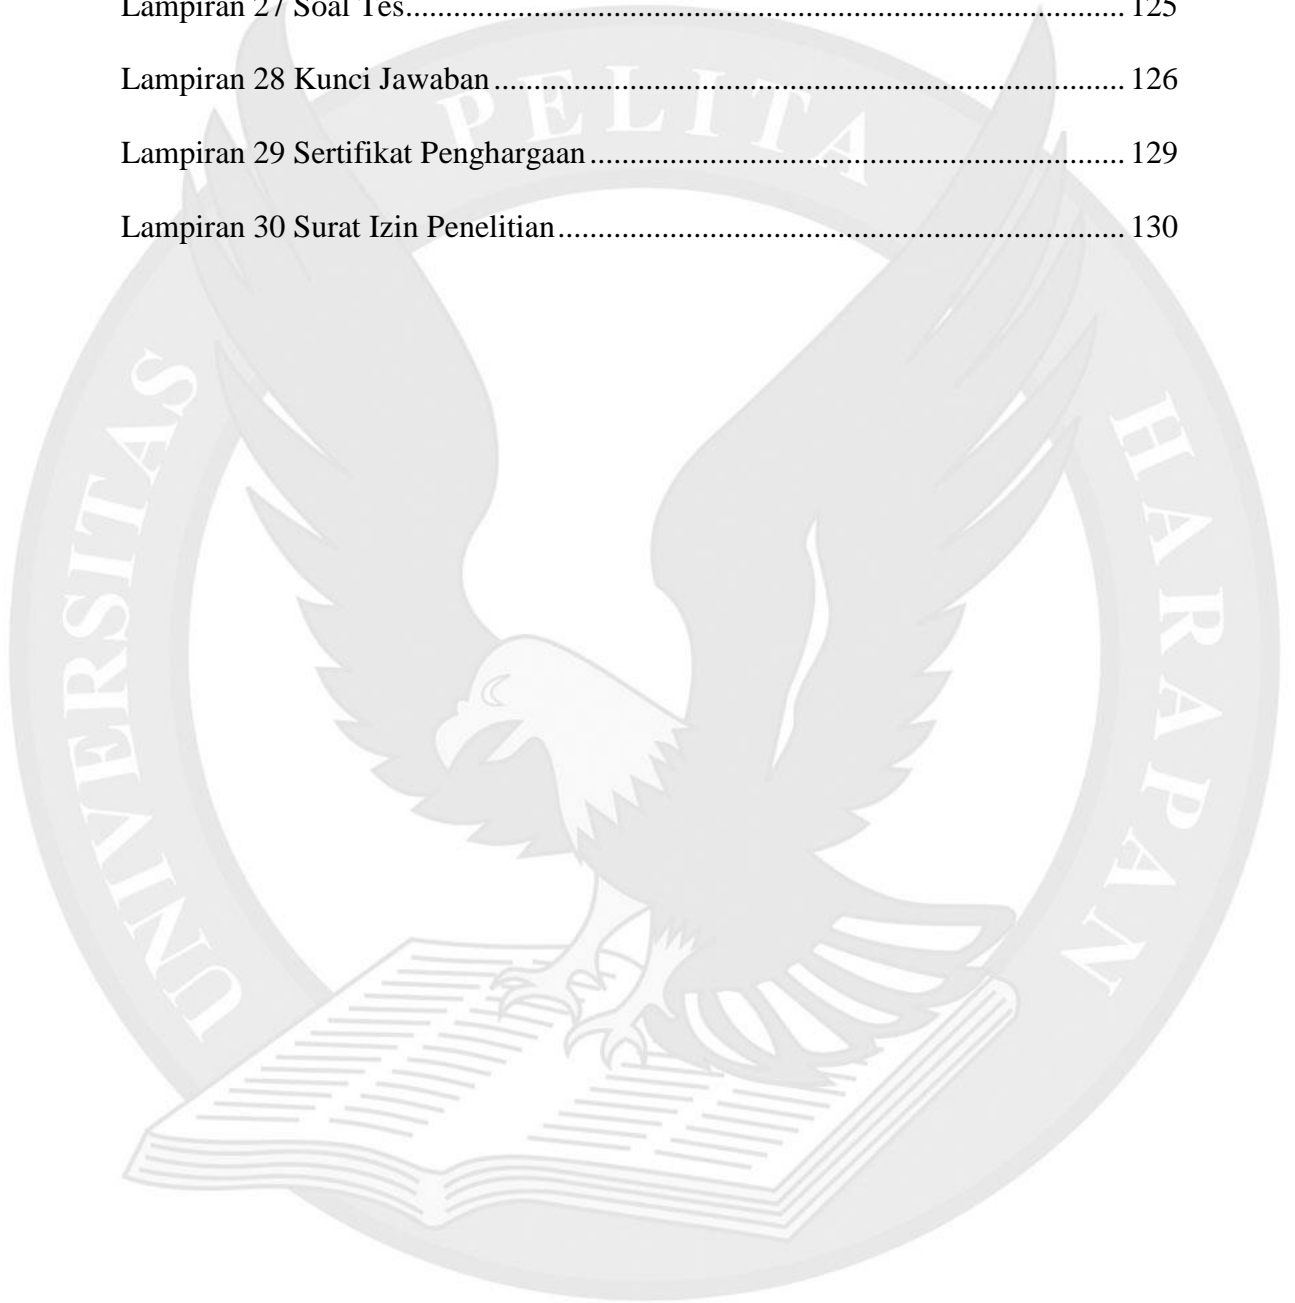 Lampiran 27 Soal Tes........................................................................................... 125
Lampiran 28 Kunci Jawaban ................................................................................ 126
Lampiran 29 Sertifikat Penghargaan .................................................................... 129
Lampiran 30 Surat Izin Penelitian ........................................................................ 130
UNIVERSITAS PELITA HARAPAN